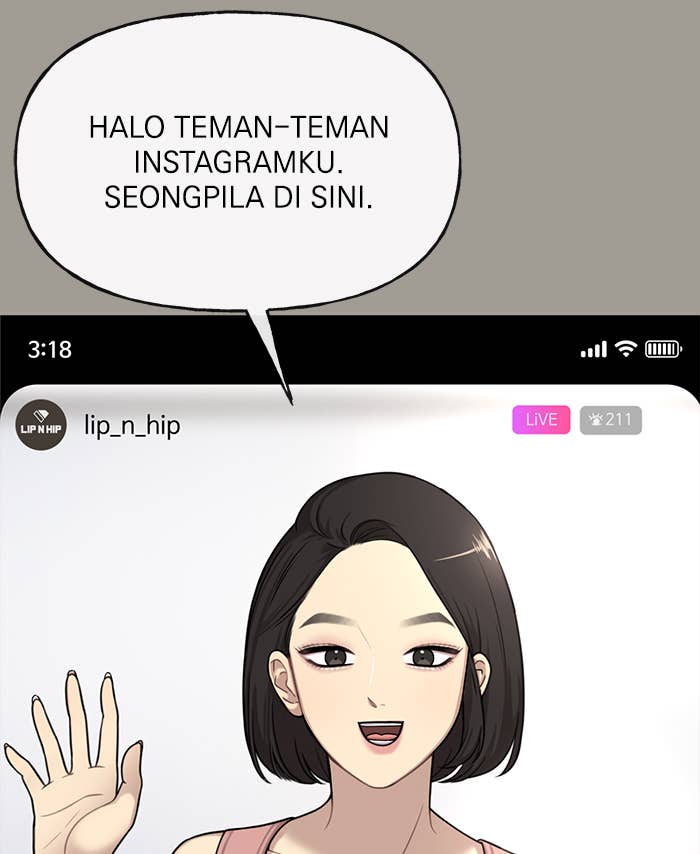 HALO TEMAN-TEMAN
INSTAGRAMKU.
SEONGPILA DI SINI.
3:18
LIP N HIP
lip_n_hip
LiVE
211